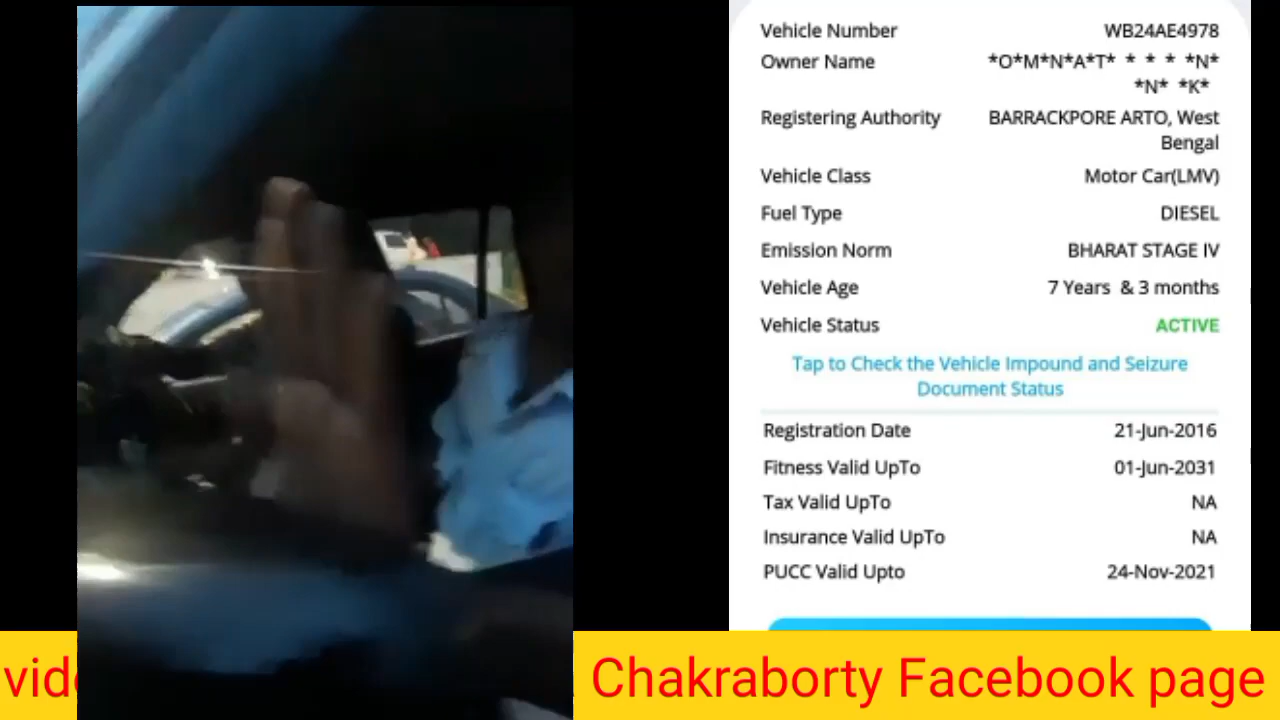 Vehicle Number WB24AE4978
Owner Name *O*M*N*A*T* * * * *N*
*N* *K*
Registering Authority BARRACKPORE ARTO, West
Bengal
Vehicle Class Motor Car(LMV)
Fuel Type DIESEL
Emission Norm BHARAT STAGE IV
Vehicle Age 7 Years & 3 months
Vehicle Status ACTIVE
Tap to Check the Vehicle Impound and Seizure
Document Status
Registration Date 21-Jun-2016
Fitness Valid UpTo 01-Jun-2031
Tax Valid UpTo NA
Insurance Valid UpTo NA
PUCC Valid Upto 24-Nov-2021
Chakraborty Facebook page